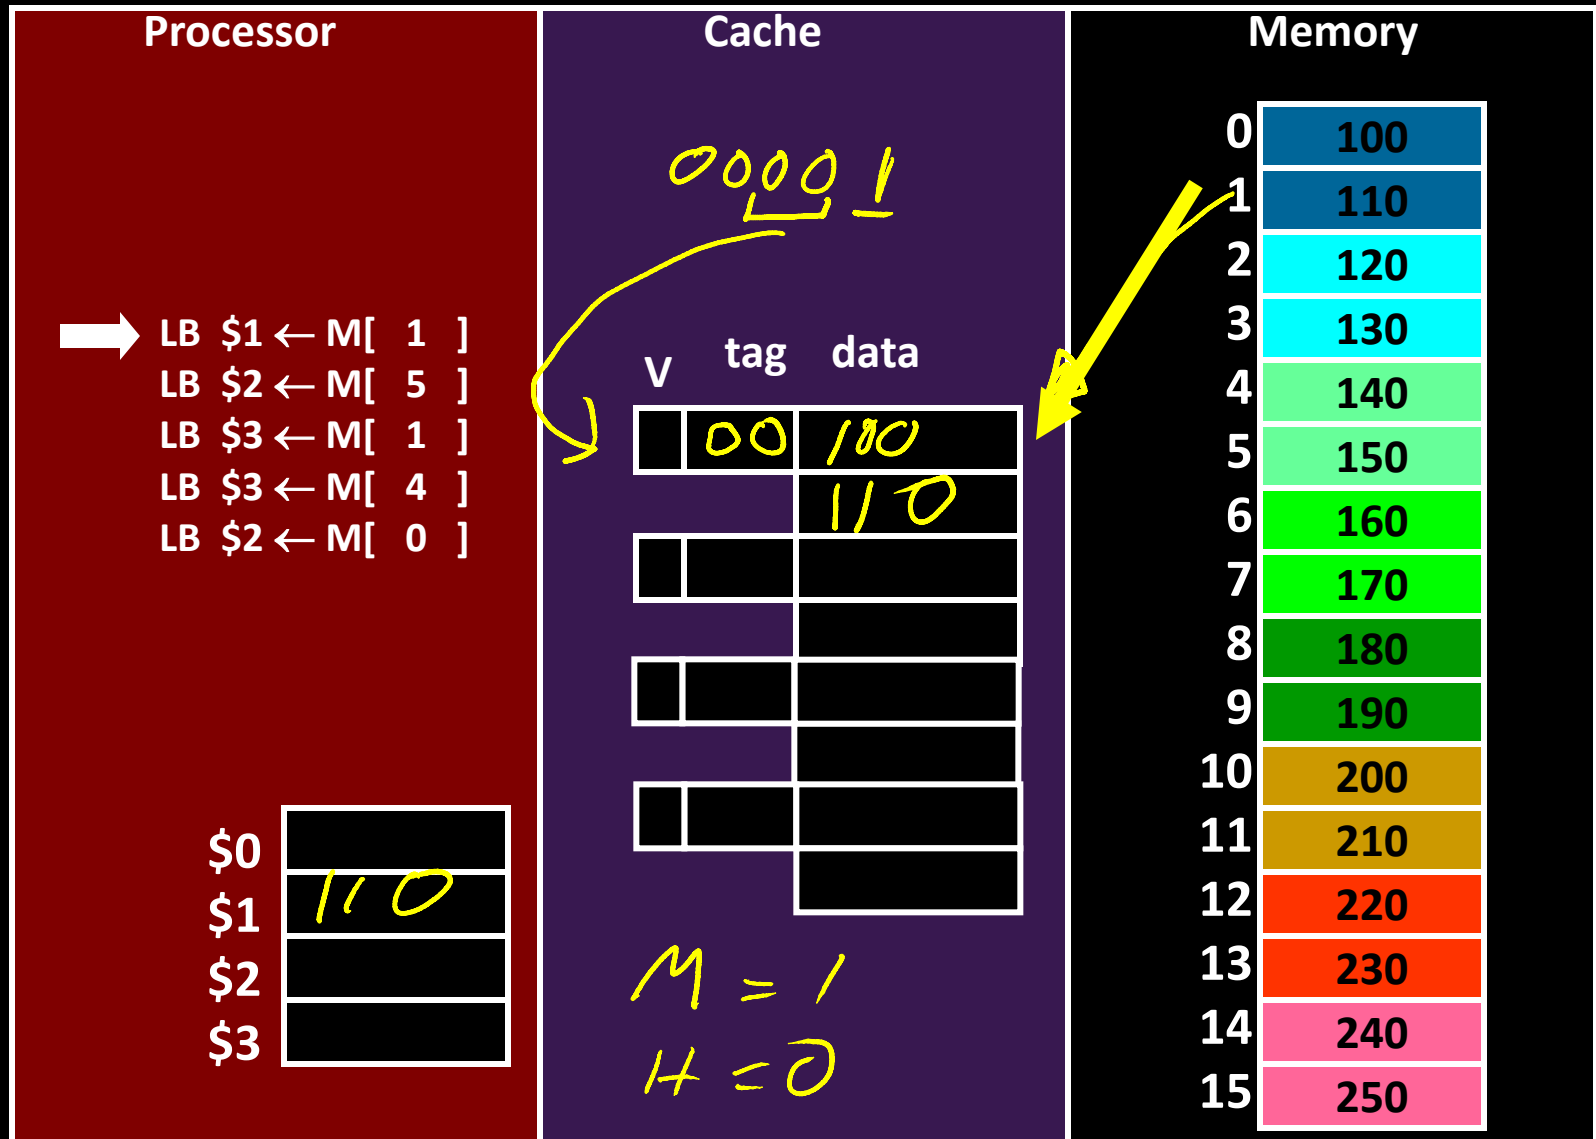 Processor
LB $1 ← M[ 1 ]
LB $2 ← M[ 5 ]
LB $3 ← M[ 1 ]
LB $3 ← M[ 4 ]
LB $2 ← M[ 0 ]
$0
$1 110
$2
$3
Cache
00001
V tag data
00 100
110
M = 1
H = 0
Memory
0 100
1 110
2 120
3 130
4 140
5 150
6 160
7 170
8 180
9 190
10 200
11 210
12 220
13 230
14 240
15 250